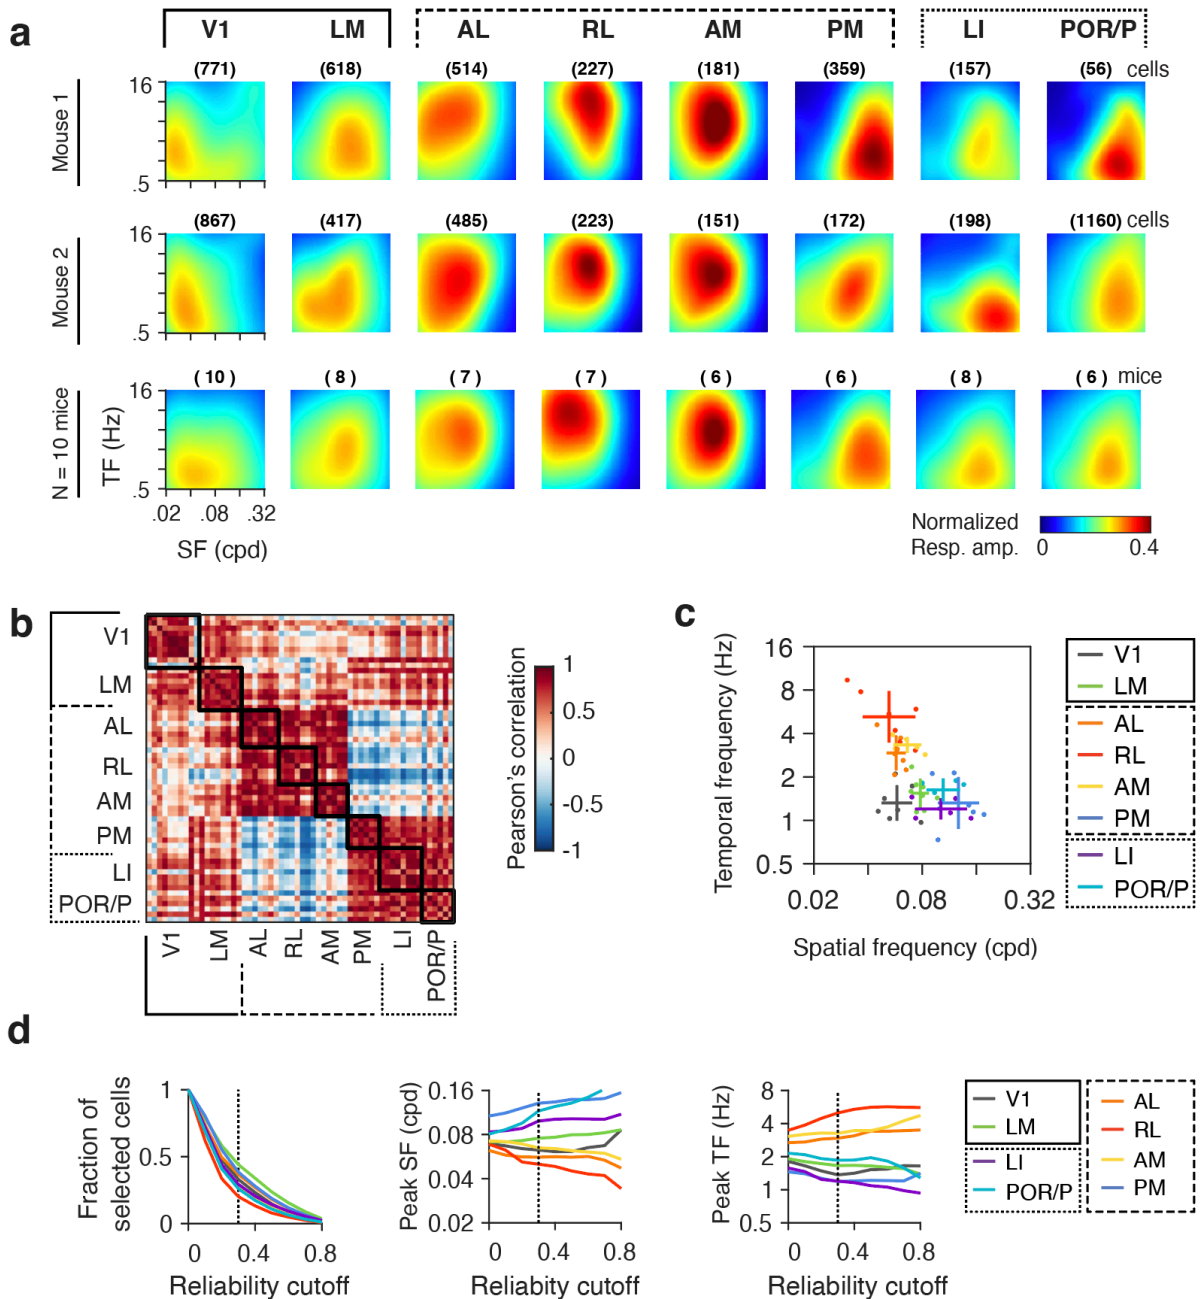 a
V1 LM AL RL AM PM LI POR/P
(771) (618) (514) (227) (181) (359) (157) (56) cells
Mouse 1
16
.5
(867) (417) (485) (223) (151) (172) (198) (1160) cells
Mouse 2
16
.5
(10) (8) (7) (7) (6) (6) (8) (6) mice
N = 10 mice
TF (Hz)
16
.5
.02 .08 .32
SF (cpd)
Normalized
Resp. amp.
0 0.4
b
V1
LM
AL
RL
AM
PM
LI
POR/P
V1 LM AL RL AM PM LI POR/P
Pearson's correlation
1
0.5
0
-0.5
-1
c
Temporal frequency (Hz)
16
8
4
2
1
0.5
0.02 0.08 0.32
Spatial frequency (cpd)
V1
LM
AL
RL
AM
PM
LI
POR/P
d
Fraction of
selected cells
1
0.5
0
0 0.4 0.8
Reliability cutoff
Peak SF (cpd)
0.16
0.08
0.04
0.02
0 0.4 0.8
Reliability cutoff
Peak TF (Hz)
8
4
2
1
0.5
0 0.4 0.8
Reliability cutoff
V1
LM
LI
POR/P
AL
RL
AM
PM